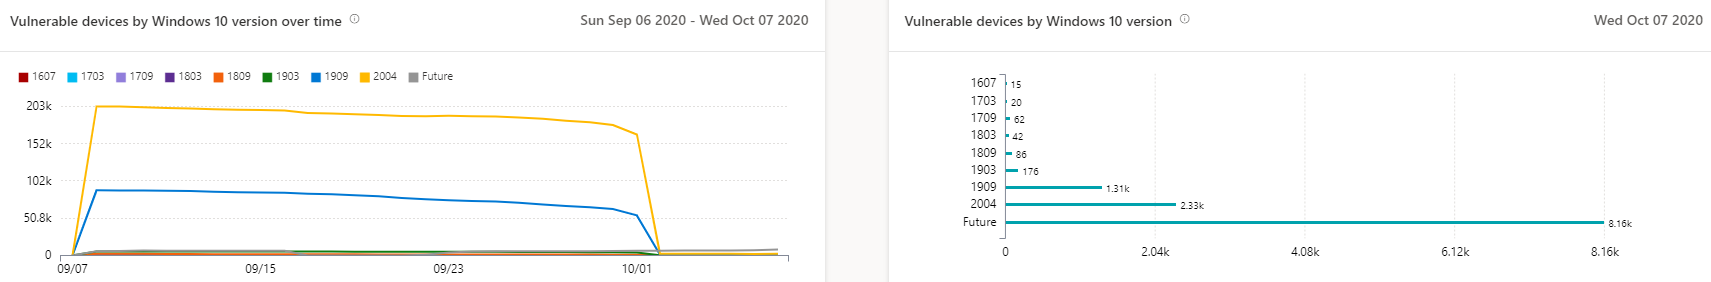 Vulnerable devices by Windows 10 version over time
Sun Sep 06 2020 - Wed Oct 07 2020
1607 1703 1709 1803 1809 1903 1909 2004 Future
203k
152k
102k
50.8k
0
09/07 09/15 09/23 10/01
Vulnerable devices by Windows 10 version
Wed Oct 07 2020
1607 15
1703 20
1709 62
1803 42
1809 86
1903 176
1909 1.31k
2004 2.33k
Future 8.16k
0 2.04k 4.08k 6.12k 8.16k